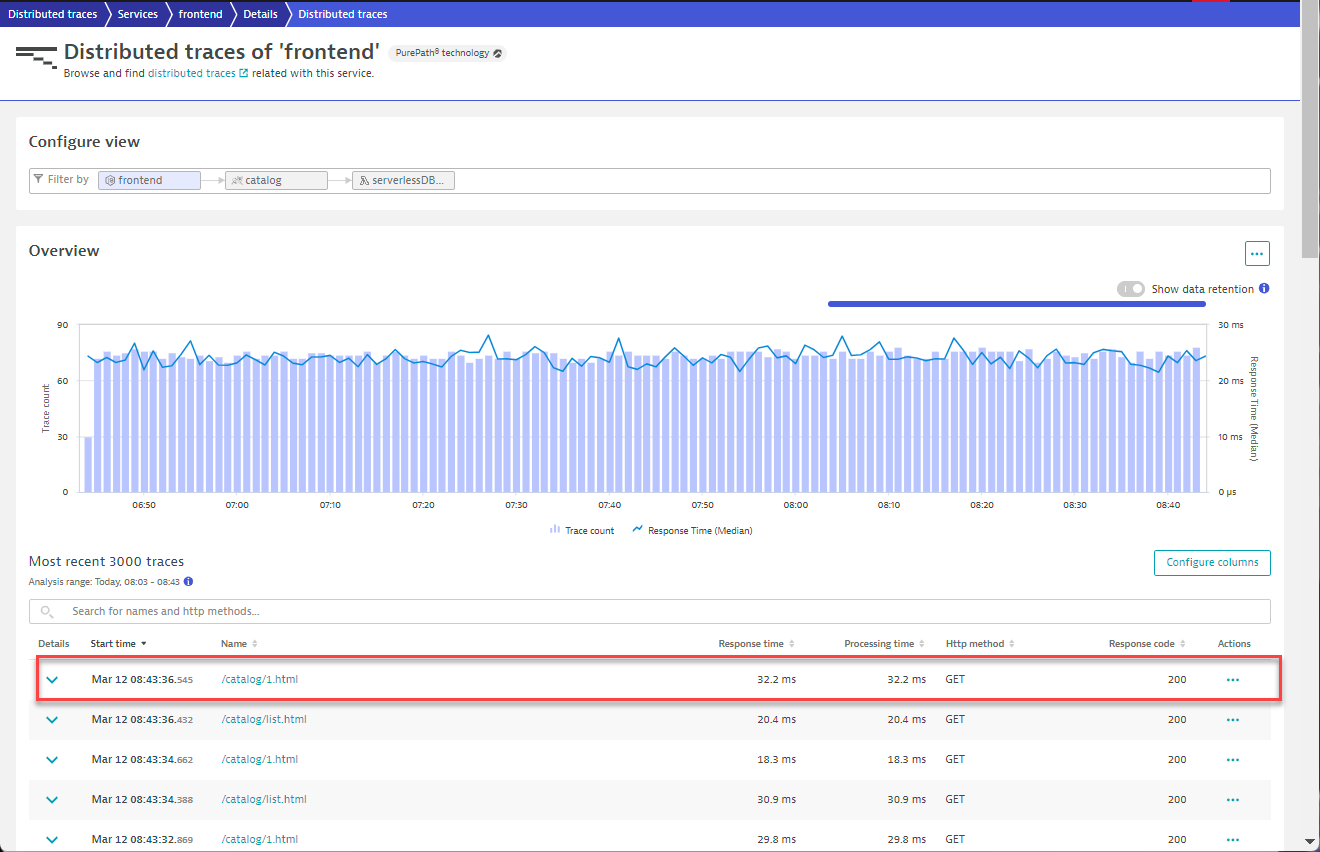 Distributed traces Services frontend Details Distributed traces
Distributed traces of 'frontend' PurePath® technology
Browse and find distributed traces related with this service.
Configure view
Filter by frontend catalog serverlessDB...
Overview
Show data retention
90 30 ms
60 20 ms
30 10 ms
0 0 µs
Trace count
Response Time (Median)
06:50 07:00 07:10 07:20 07:30 07:40 07:50 08:00 08:10 08:20 08:30 08:40
Trace count Response Time (Median)
Most recent 3000 traces Configure columns
Analysis range: Today, 08:03 - 08:43
Search for names and http methods...
Details Start time Name Response time Processing time Http method Response code Actions
Mar 12 08:43:36.545 /catalog/1.html 32.2 ms 32.2 ms GET 200
Mar 12 08:43:36.432 /catalog/list.html 20.4 ms 20.4 ms GET 200
Mar 12 08:43:34.662 /catalog/1.html 18.3 ms 18.3 ms GET 200
Mar 12 08:43:34.388 /catalog/list.html 30.9 ms 30.9 ms GET 200
Mar 12 08:43:32.869 /catalog/1.html 29.8 ms 29.8 ms GET 200